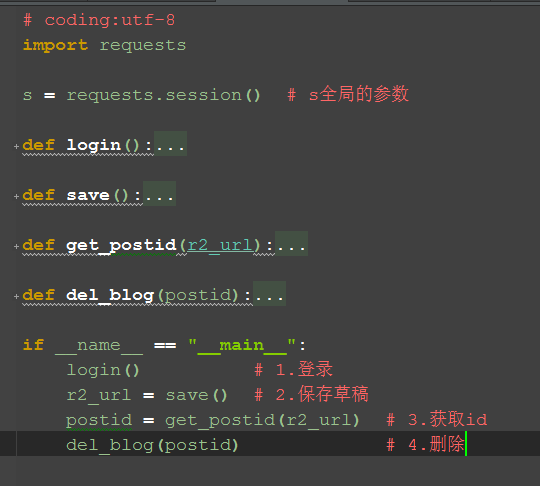 # coding:utf-8
import requests
s = requests.session()  # s全局的参数
def login():...
def save():...
def get_postid(r2_url):...
def del_blog(postid):...
if __name__ == "__main__":
    login()          # 1.登录
    r2_url = save()  # 2.保存草稿
    postid = get_postid(r2_url)  # 3.获取id
    del_blog(postid)             # 4.删除